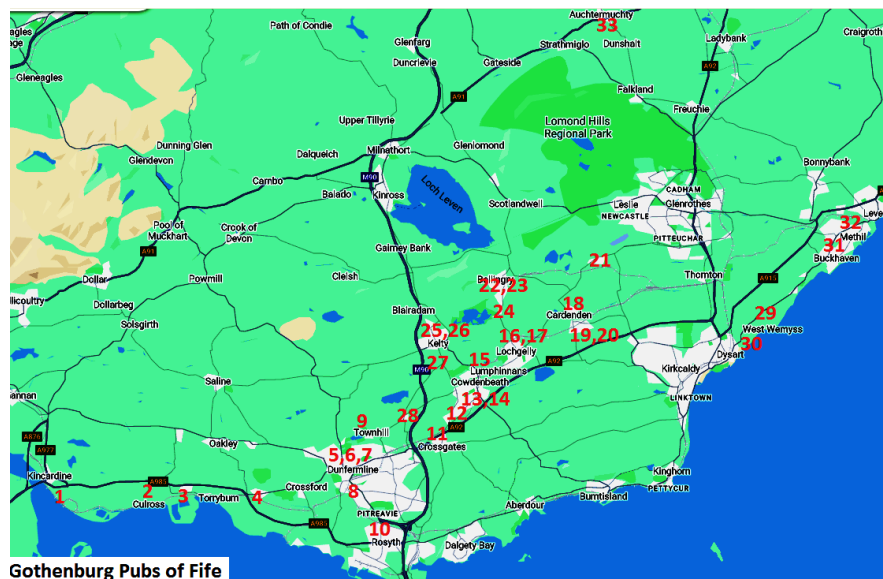 Auchtermuchty
33
Path of Condie
Craigroth
Glenfarg
Strathmiglo
Dunshalt
Ladybank
Duncrievie
Gateside
A92
Gleneagles
Falkland
A91
Freuchie
Upper Tillyrie
Lomond Hills
Regional Park
Dunning Glen
Milnathort
Gleniomond
Glendevon
Dalqueich
Bonnybank
Carnbo
M90
Balado
Kinross
Loch Leven
Scotlandwell
Leslie
CADHAM
Glenrothes
NEWCASTLE
Pool of
Muckhart
Crook of
Devon
PITTEUCHAR
32
Methil
31
Buckhaven
Gairney Bank
A91
21
Dollar
Powmill
Cleish
Ballingry
22,23
Thornton
A915
Dollarbeg
Blairadam
24
18
Cardenden
29
Solsgirth
25,26
Kelty
16,17
Lochgelly
19,20
West Wemyss
30
Dysart
27
15
Lumphinnans
A92
Kirkcaldy
M90
Saline
Cowdenbeath
13,14
LINKTOWN
9
Townhill
28
12
A92
11
Crossgates
A876
A977
Oakley
5,6,7
Dunfermline
Kincardine
A985
1
2
Culross
3
Torryburn
4
Crossford
8
Kinghorn
PETTYCUR
PITREAVIE
Aberdour
Burntisland
A985
10
Rosyth
Dalgety Bay
Gothenburg Pubs of Fife